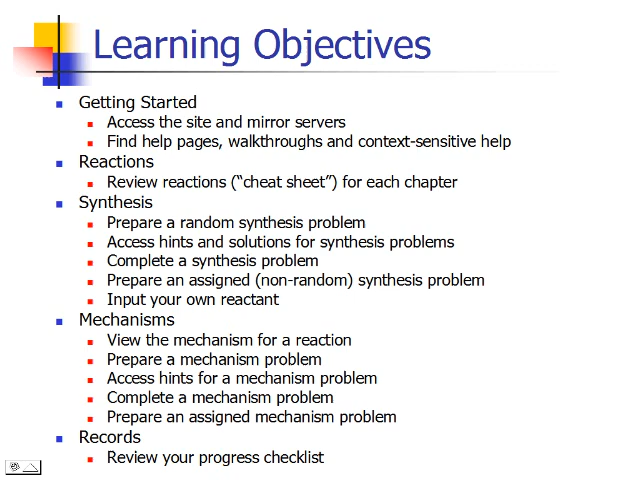 Learning Objectives
Getting Started
Access the site and mirror servers
Find help pages, walkthroughs and context-sensitive help
Reactions
Review reactions (“cheat sheet”) for each chapter
Synthesis
Prepare a random synthesis problem
Access hints and solutions for synthesis problems
Complete a synthesis problem
Prepare an assigned (non-random) synthesis problem
Input your own reactant
Mechanisms
View the mechanism for a reaction
Prepare a mechanism problem
Access hints for a mechanism problem
Complete a mechanism problem
Prepare an assigned mechanism problem
Records
Review your progress checklist